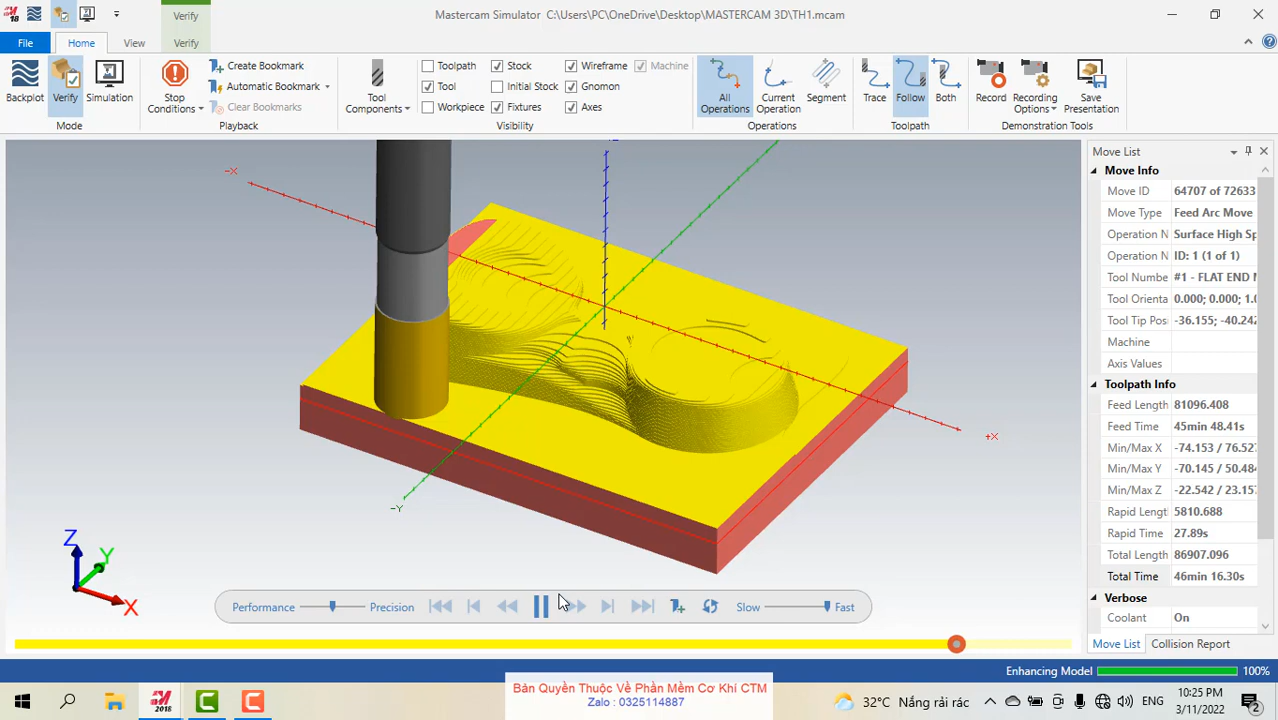 Verify
Mastercam Simulator  C:\Users\PC\OneDrive\Desktop\MASTERCAM 3D\TH1.mcam
18
File
Home
View
Verify
Backplot
Verify
Simulation
Mode
Stop Conditions
Create Bookmark
Automatic Bookmark
Clear Bookmarks
Playback
Tool Components
Toolpath
Tool
Workpiece
Stock
Initial Stock
Fixtures
Wireframe
Gnomon
Axes
Machine
Visibility
All Operations
Current Operation
Segment
Operations
Trace
Follow
Both
Toolpath
Record
Recording Options
Save Presentation
Demonstration Tools
-X
+X
-Y
Y
Z
Y
X
Move List
Move Info
Move ID 64707 of 72633
Move Type Feed Arc Move
Operation N Surface High Sp
Operation N ID: 1 (1 of 1)
Tool Numbe #1 - FLAT END
Tool Orienta 0.000; 0.000; 1.0
Tool Tip Pos -36.155; -40.242
Machine
Axis Values
Toolpath Info
Feed Length 81096.408
Feed Time 45min 48.41s
Min/Max X -74.153 / 76.527
Min/Max Y -70.145 / 50.484
Min/Max Z -22.542 / 23.157
Rapid Length 5810.688
Rapid Time 27.89s
Total Length 86907.096
Total Time 46min 16.30s
Verbose
Coolant On
Move List
Collision Report
Performance
Precision
Slow
Fast
Enhancing Model
100%
2018
Bản Quyền Thuộc Về Phần Mềm Cơ Khí CTM
Zalo : 0325114887
32°C Nắng rải rác
ENG
10:25 PM
3/11/2022
2